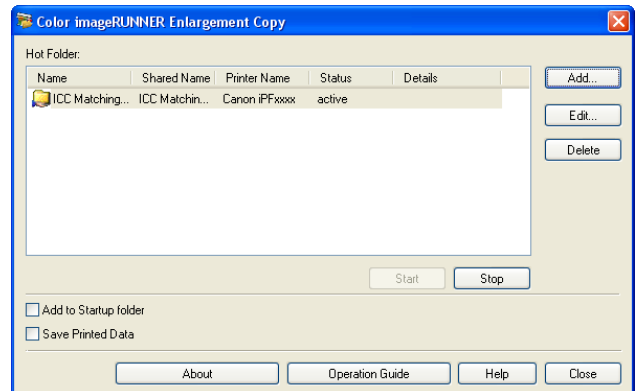 Color imageRUNNER Enlargement Copy
Hot Folder:
Name Shared Name Printer Name Status Details
Add...
ICC Matching... ICC Matchin... Canon iPFxxxx active
Edit...
Delete
Start Stop
Add to Startup folder
Save Printed Data
About Operation Guide Help Close